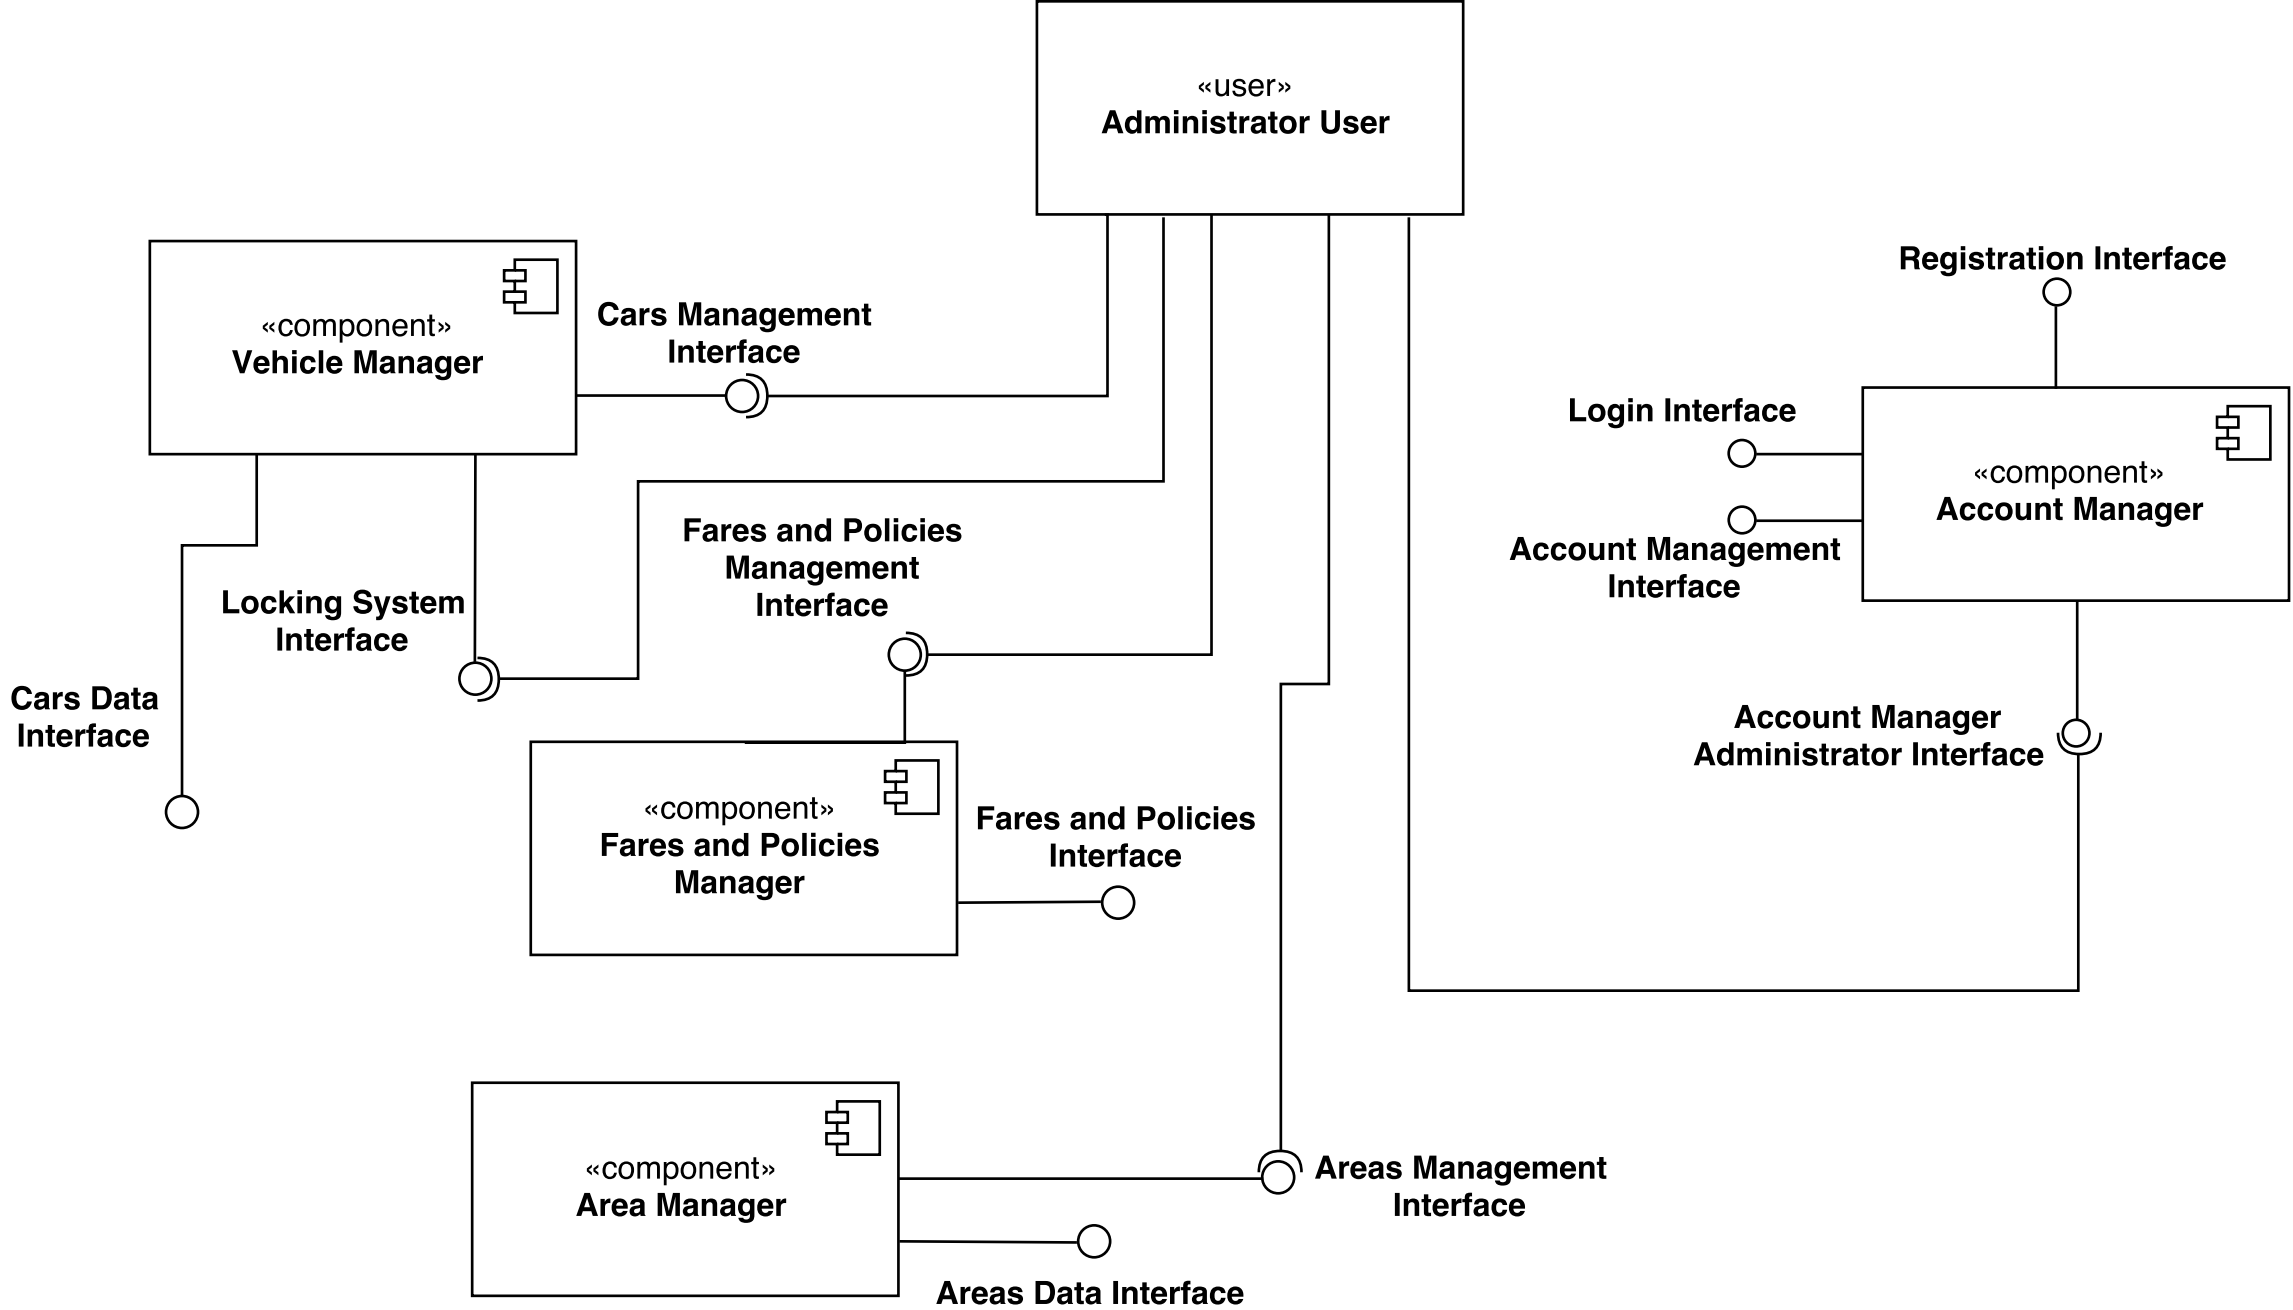 «user»
Administrator User
«component»
Vehicle Manager
Cars Management
Interface
Registration Interface
Login Interface
«component»
Account Manager
Account Management
Interface
Fares and Policies
Management
Interface
Locking System
Interface
Cars Data
Interface
Account Manager
Administrator Interface
«component»
Fares and Policies
Manager
Fares and Policies
Interface
«component»
Area Manager
Areas Management
Interface
Areas Data Interface